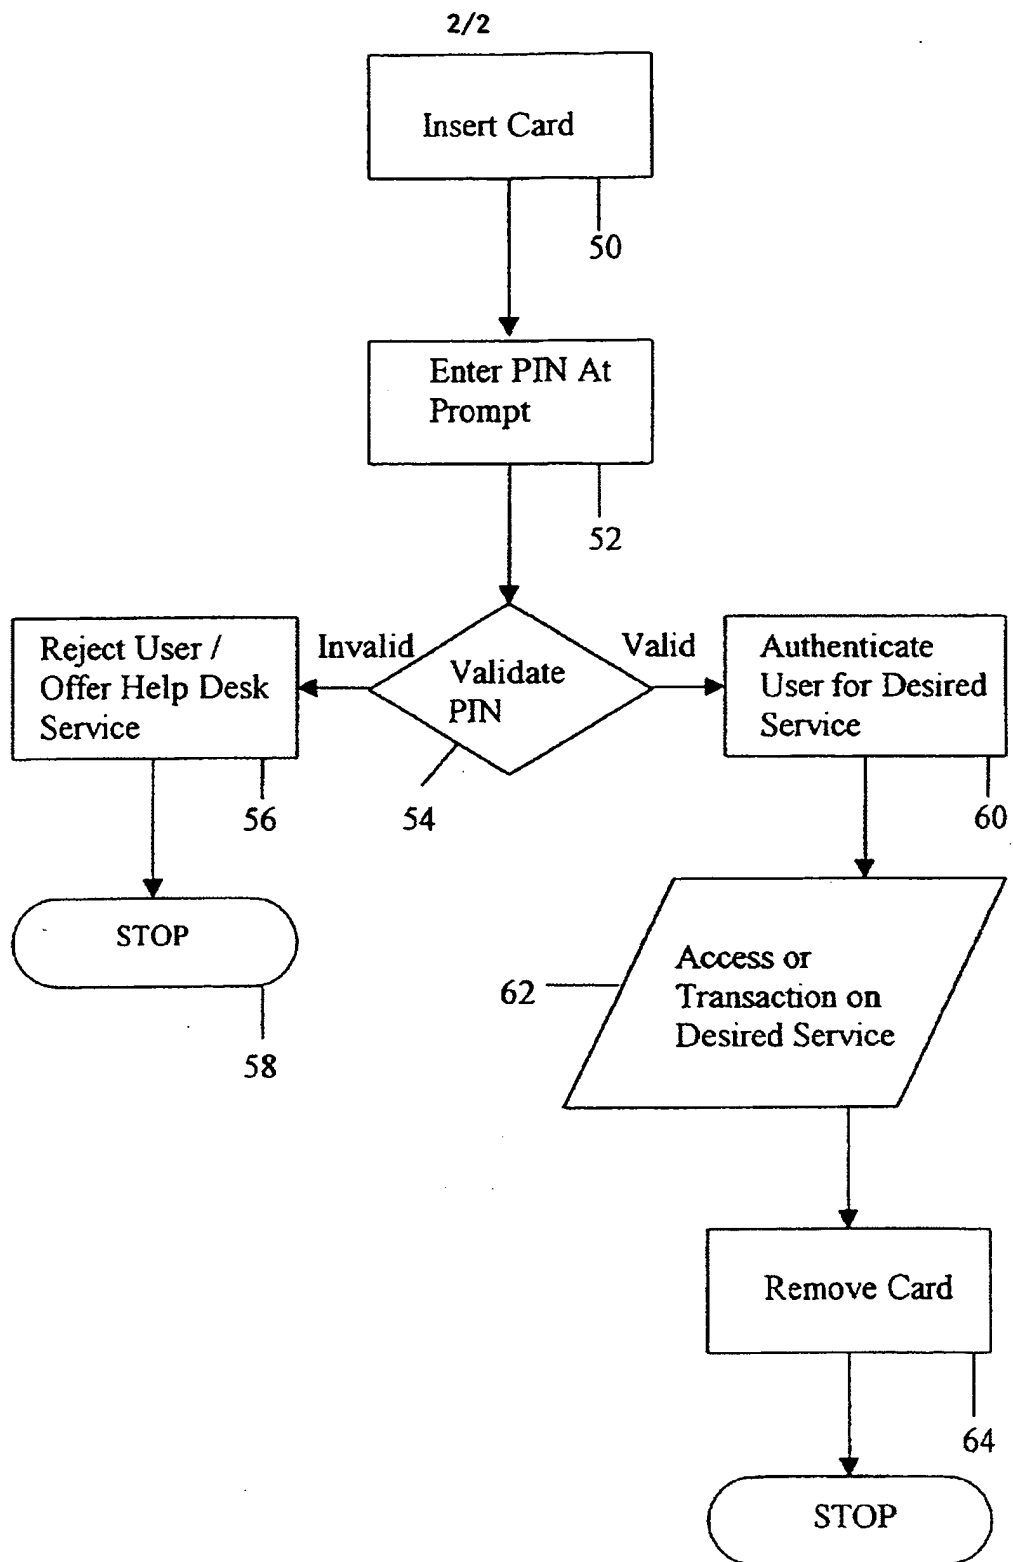 2/2
Insert Card
50
Enter PIN At
Prompt
52
Invalid
Validate
PIN
Valid
54
Reject User /
Offer Help Desk
Service
56
STOP
58
Authenticate
User for Desired
Service
60
Access or
Transaction on
Desired Service
62
Remove Card
64
STOP